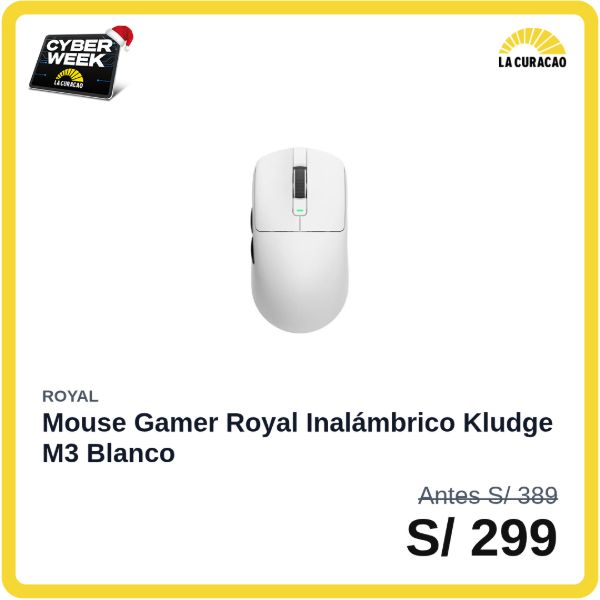 CYBER
WEEK
LA CURACAO
LA CURACAO
ROYAL
Mouse Gamer Royal Inalámbrico Kludge
M3 Blanco
Antes S/ 389
S/ 299